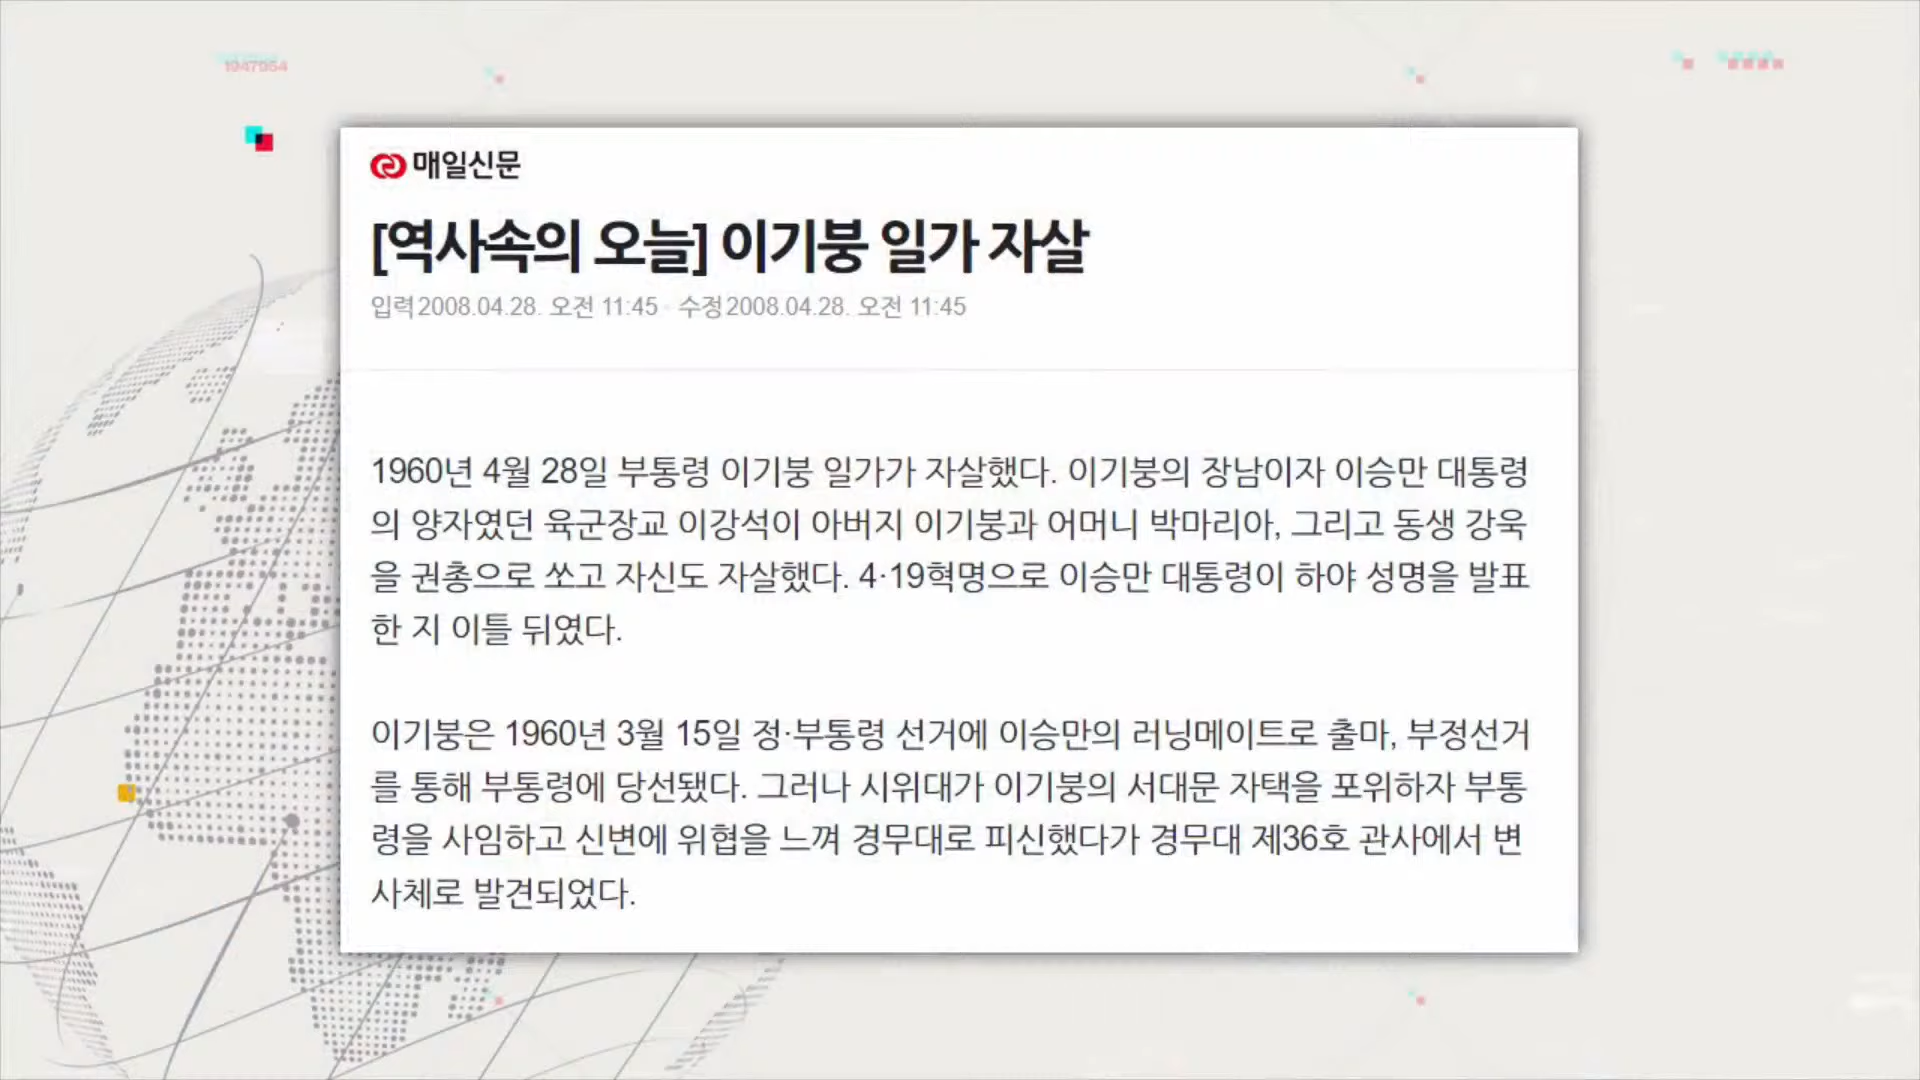 1947954
매일신문
[역사속의 오늘] 이기붕 일가 자살
입력2008.04.28. 오전 11:45 · 수정2008.04.28. 오전 11:45
1960년 4월 28일 부통령 이기붕 일가가 자살했다. 이기붕의 장남이자 이승만 대통령
의 양자였던 육군장교 이강석이 아버지 이기붕과 어머니 박마리아, 그리고 동생 강욱
을 권총으로 쏘고 자신도 자살했다. 4·19혁명으로 이승만 대통령이 하야 성명을 발표
한 지 이틀 뒤였다.
이기붕은 1960년 3월 15일 정·부통령 선거에 이승만의 러닝메이트로 출마, 부정선거
를 통해 부통령에 당선됐다. 그러나 시위대가 이기붕의 서대문 자택을 포위하자 부통
령을 사임하고 신변에 위협을 느껴 경무대로 피신했다가 경무대 제36호 관사에서 변
사체로 발견되었다.